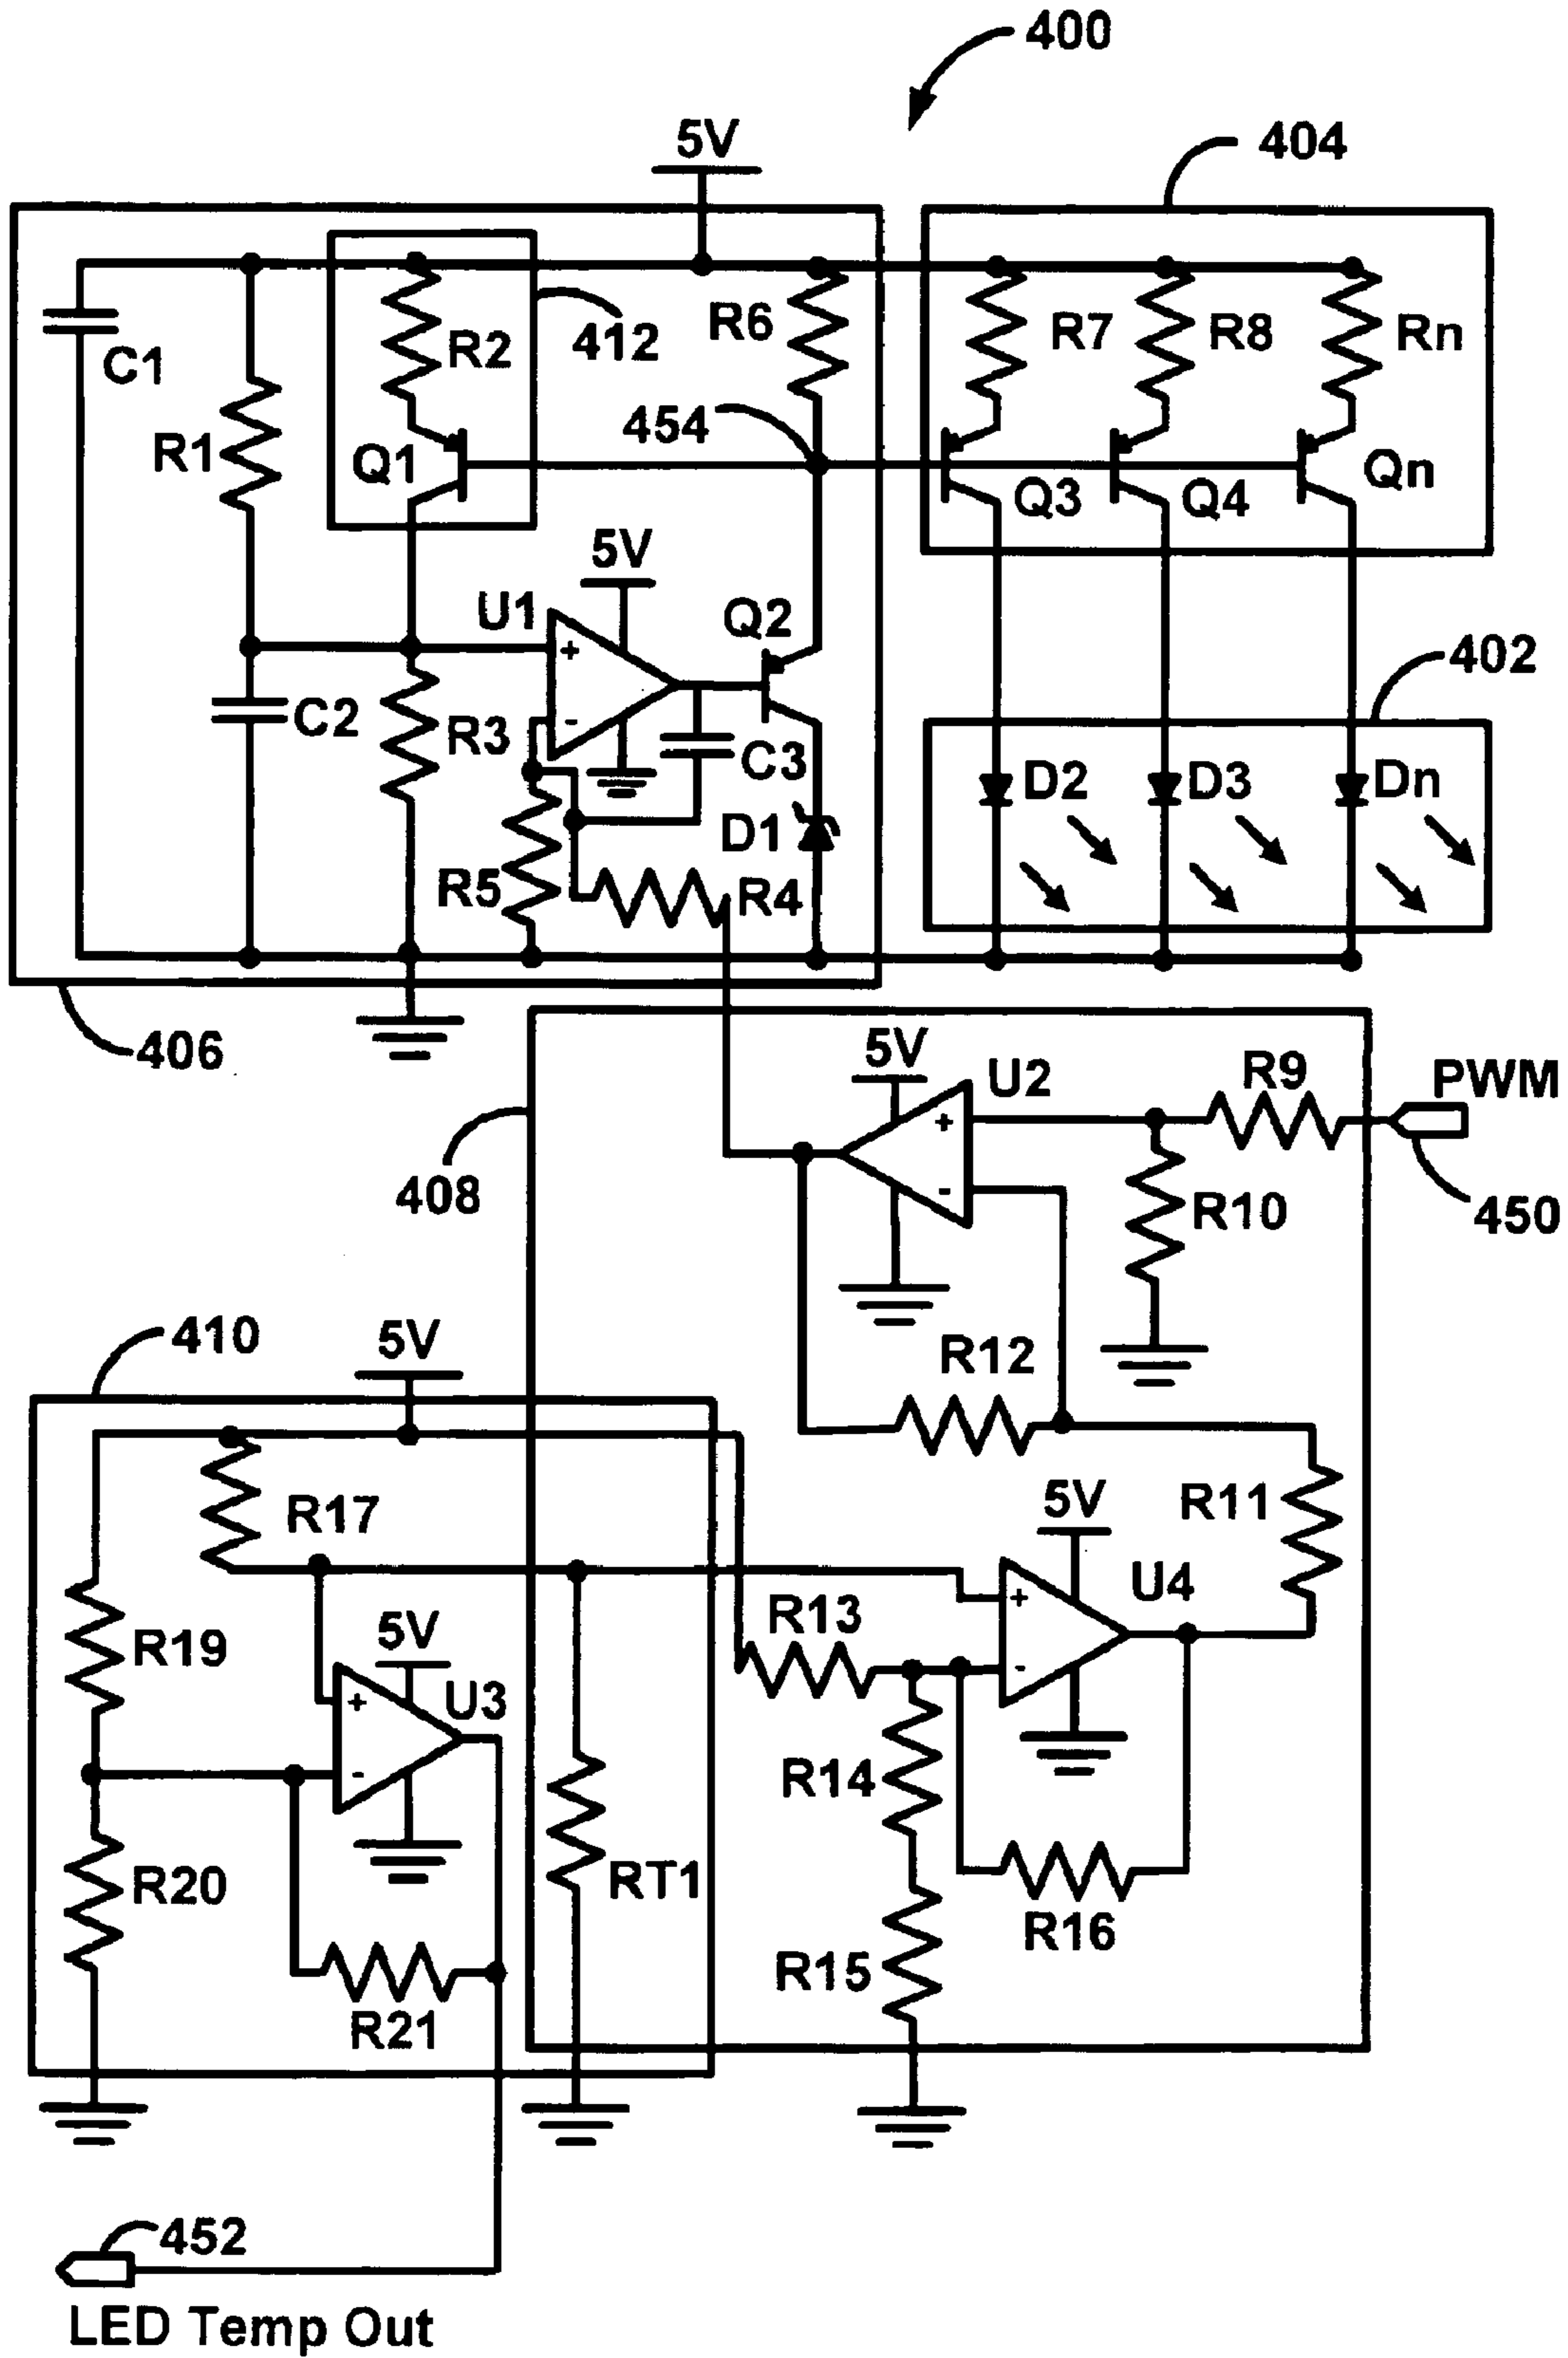 400
5V
404
R2
412
R6
R7
R8
Rn
C1
R1
Q1
454
Q3
Q4
Qn
5V
U1
+
-
Q2
402
C2
R3
C3
D1
D2
D3
Dn
R5
R4
406
5V
U2
R9
PWM
+
-
408
R10
450
410
5V
R12
R17
5V
R11
+
-
U4
R19
5V
R13
+
-
U3
R14
R20
RT1
R16
R15
R21
452
LED Temp Out